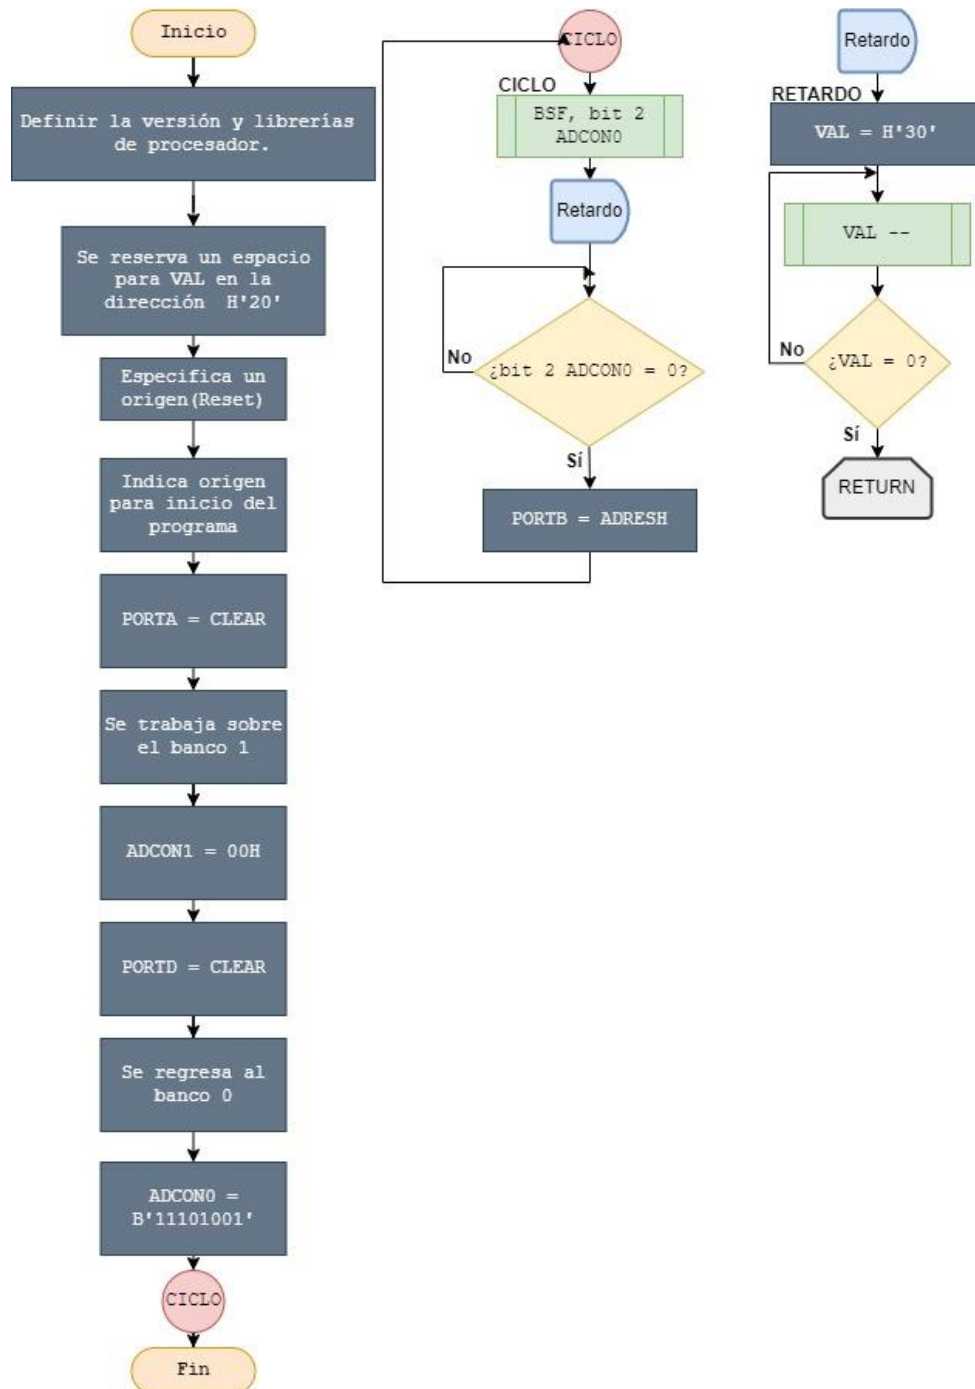 Inicio
Definir la versión y librerías
de procesador.
Se reserva un espacio
para VAL en la
dirección H'20'
Especifica un
origen(Reset)
Indica origen
para inicio del
programa
PORTA = CLEAR
Se trabaja sobre
el banco 1
ADCON1 = 00H
PORTD = CLEAR
Se regresa al
banco 0
ADCON0 =
B'11101001'
CICLO
Fin
CICLO
CICLO
BSF, bit 2
ADCON0
Retardo
No
¿bit 2 ADCON0 = 0?
Sí
PORTB = ADRESH
Retardo
RETARDO
VAL = H'30'
VAL --
No
¿VAL = 0?
Sí
RETURN